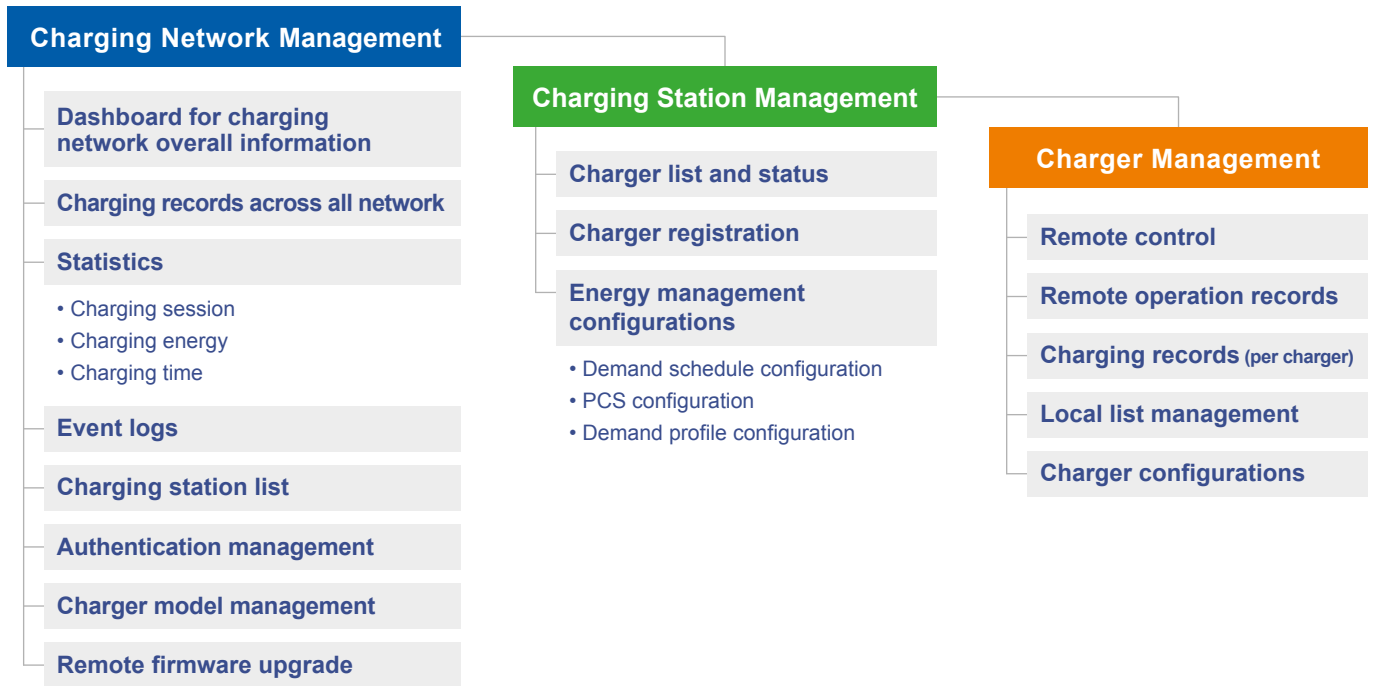 Charging Network Management
Dashboard for charging
network overall information
Charging records across all network
Statistics
• Charging session
• Charging energy
• Charging time
Event logs
Charging station list
Authentication management
Charger model management
Remote firmware upgrade
Charging Station Management
Charger list and status
Charger registration
Energy management
configurations
• Demand schedule configuration
• PCS configuration
• Demand profile configuration
Charger Management
Remote control
Remote operation records
Charging records (per charger)
Local list management
Charger configurations